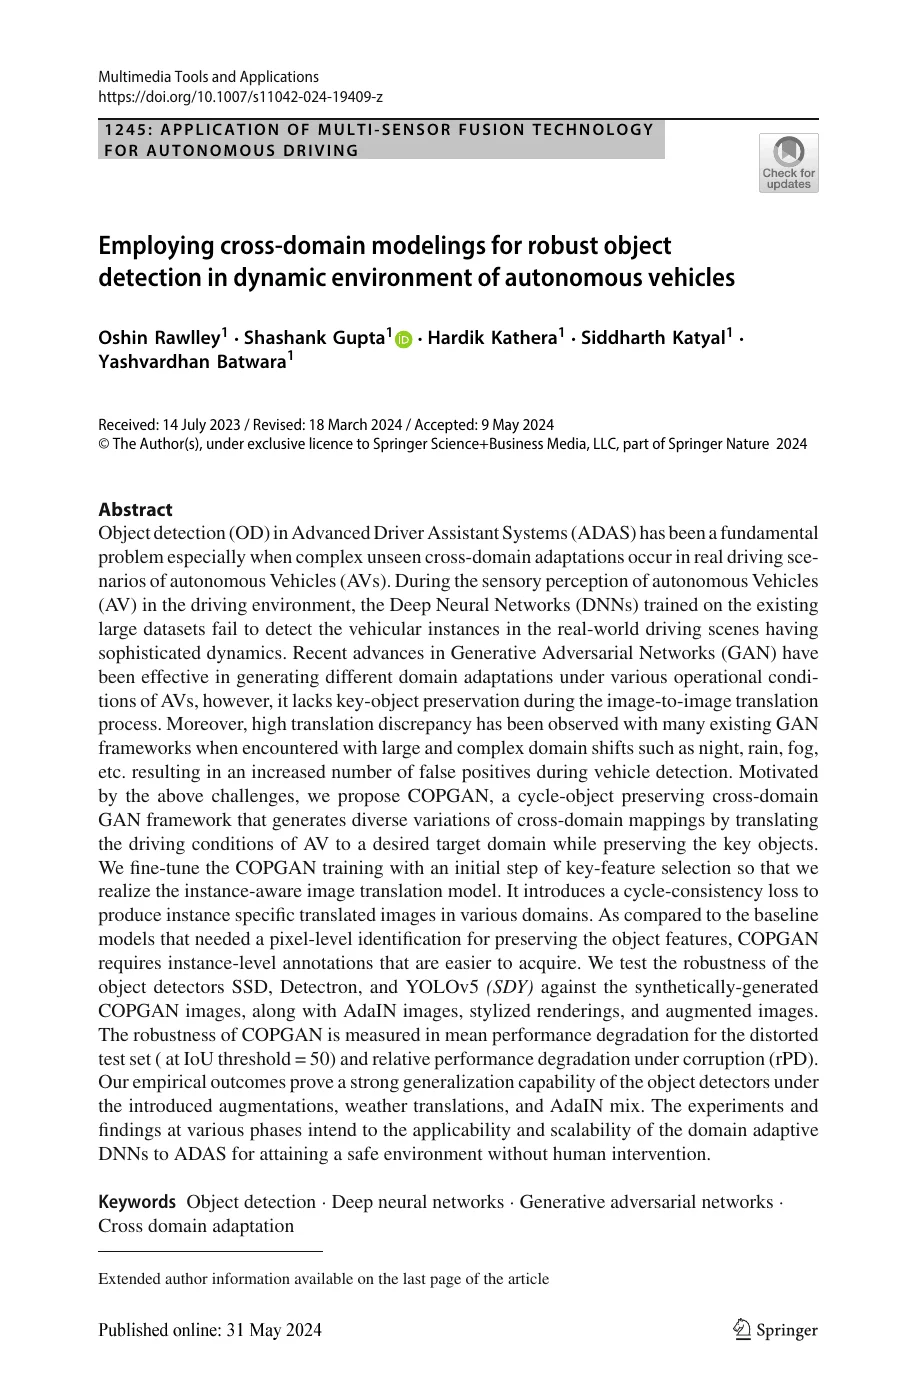 Multimedia Tools and Applications
https://doi.org/10.1007/s11042-024-19409-z
1245: APPLICATION OF MULTI-SENSOR FUSION TECHNOLOGY
FOR AUTONOMOUS DRIVING
Check for
updates
Employing cross-domain modelings for robust object
detection in dynamic environment of autonomous vehicles
Oshin Rawlley1 · Shashank Gupta1 iD · Hardik Kathera1 · Siddharth Katyal1 ·
Yashvardhan Batwara1
Received: 14 July 2023 / Revised: 18 March 2024 / Accepted: 9 May 2024
© The Author(s), under exclusive licence to Springer Science+Business Media, LLC, part of Springer Nature 2024
Abstract
Object detection (OD) in Advanced Driver Assistant Systems (ADAS) has been a fundamental
problem especially when complex unseen cross-domain adaptations occur in real driving sce-
narios of autonomous Vehicles (AVs). During the sensory perception of autonomous Vehicles
(AV) in the driving environment, the Deep Neural Networks (DNNs) trained on the existing
large datasets fail to detect the vehicular instances in the real-world driving scenes having
sophisticated dynamics. Recent advances in Generative Adversarial Networks (GAN) have
been effective in generating different domain adaptations under various operational condi-
tions of AVs, however, it lacks key-object preservation during the image-to-image translation
process. Moreover, high translation discrepancy has been observed with many existing GAN
frameworks when encountered with large and complex domain shifts such as night, rain, fog,
etc. resulting in an increased number of false positives during vehicle detection. Motivated
by the above challenges, we propose COPGAN, a cycle-object preserving cross-domain
GAN framework that generates diverse variations of cross-domain mappings by translating
the driving conditions of AV to a desired target domain while preserving the key objects.
We fine-tune the COPGAN training with an initial step of key-feature selection so that we
realize the instance-aware image translation model. It introduces a cycle-consistency loss to
produce instance specific translated images in various domains. As compared to the baseline
models that needed a pixel-level identification for preserving the object features, COPGAN
requires instance-level annotations that are easier to acquire. We test the robustness of the
object detectors SSD, Detectron, and YOLOv5 (SDY) against the synthetically-generated
COPGAN images, along with AdaIN images, stylized renderings, and augmented images.
The robustness of COPGAN is measured in mean performance degradation for the distorted
test set ( at IoU threshold = 50) and relative performance degradation under corruption (rPD).
Our empirical outcomes prove a strong generalization capability of the object detectors under
the introduced augmentations, weather translations, and AdaIN mix. The experiments and
findings at various phases intend to the applicability and scalability of the domain adaptive
DNNs to ADAS for attaining a safe environment without human intervention.
Keywords Object detection · Deep neural networks · Generative adversarial networks ·
Cross domain adaptation
Extended author information available on the last page of the article
Published online: 31 May 2024
Springer